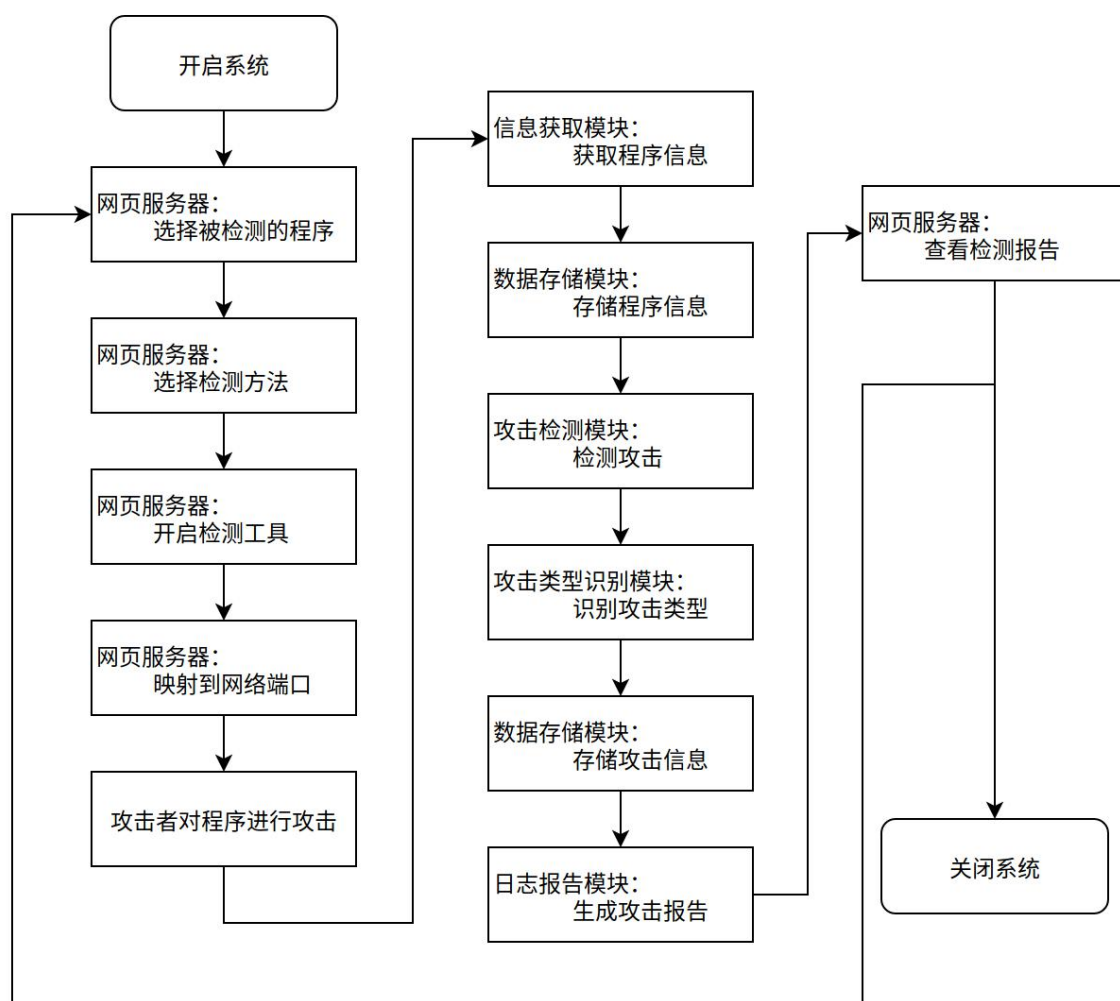 开启系统
网页服务器：
选择被检测的程序
网页服务器：
选择检测方法
网页服务器：
开启检测工具
网页服务器：
映射到网络端口
攻击者对程序进行攻击
信息获取模块：
获取程序信息
数据存储模块：
存储程序信息
攻击检测模块：
检测攻击
攻击类型识别模块：
识别攻击类型
数据存储模块：
存储攻击信息
日志报告模块：
生成攻击报告
网页服务器：
查看检测报告
关闭系统